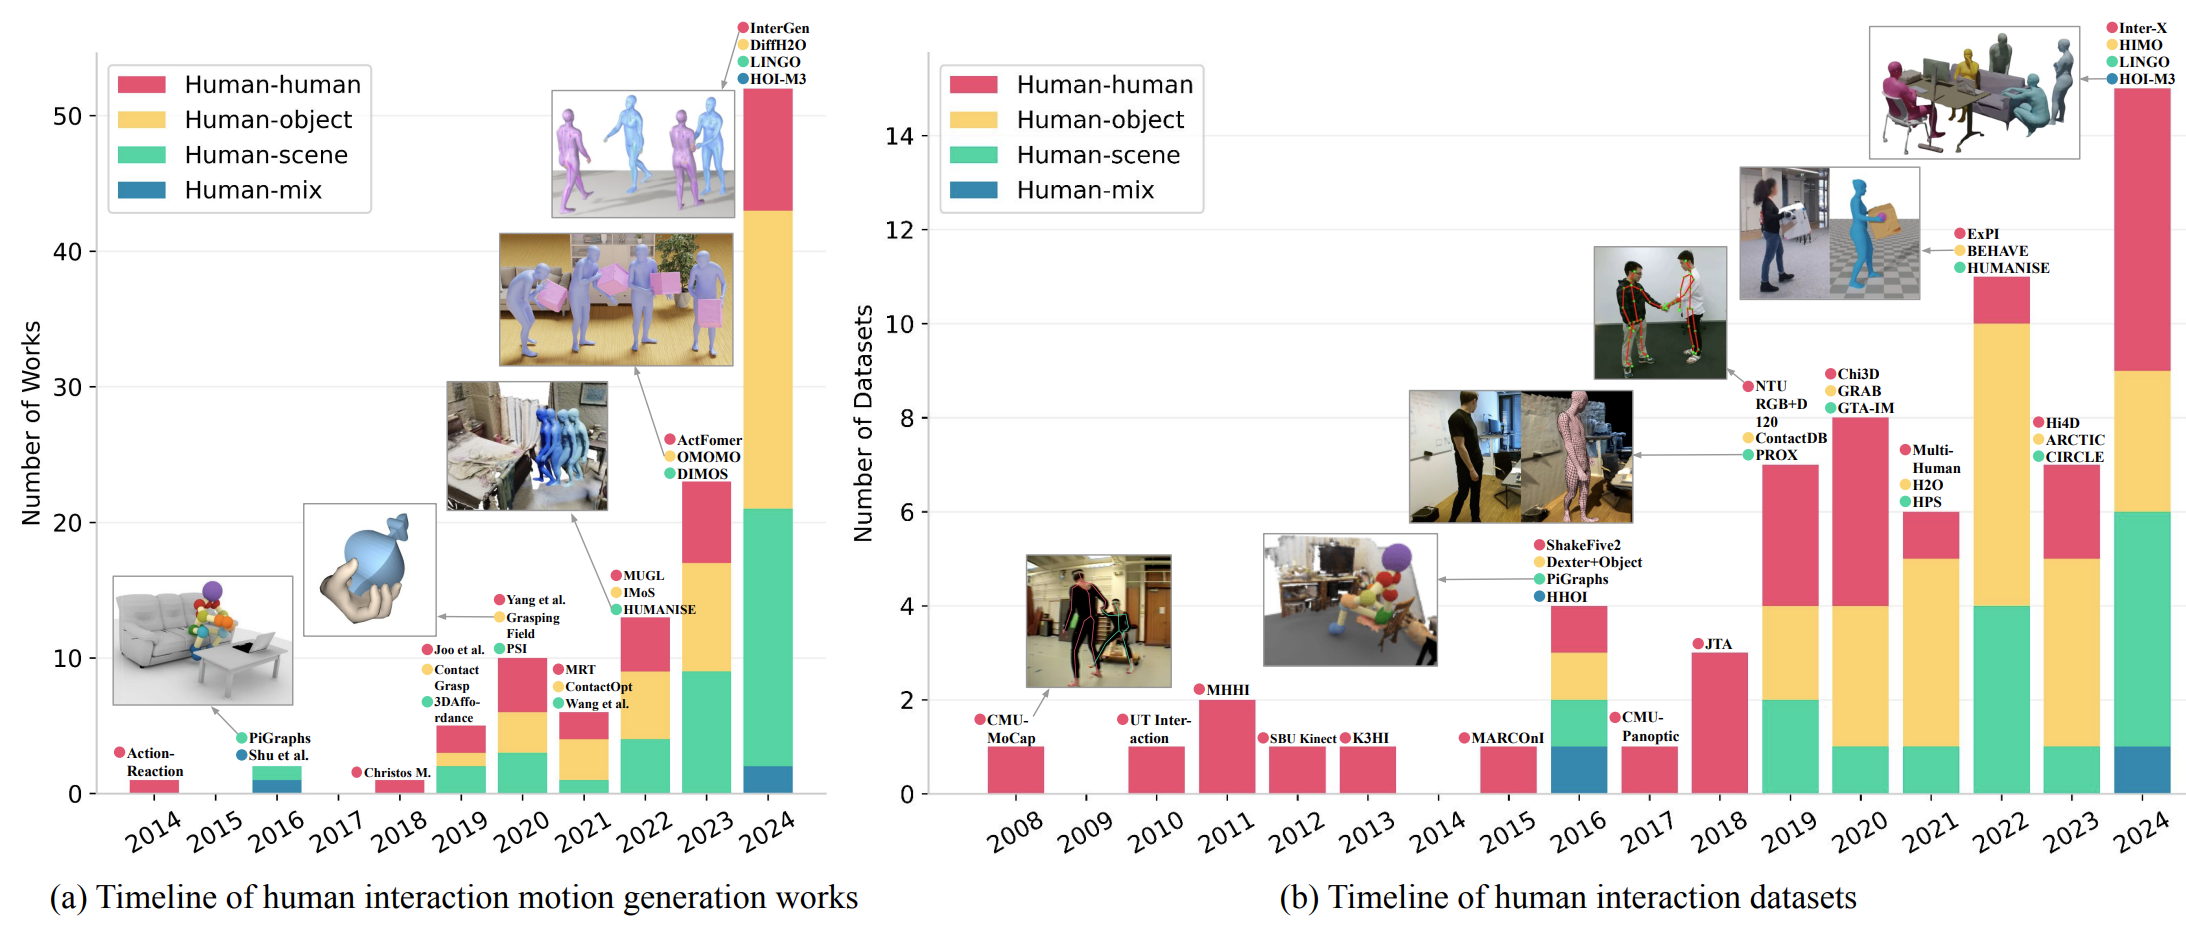 Human-human
Human-object
Human-scene
Human-mix
Number of Works
50
40
30
20
10
0
InterGen
DiffH2O
LINGO
HOI-M3
ActFomer
OMOMO
DIMOS
MUGL
IMoS
HUMANISE
Yang et al.
Grasping
Field
PSI
Joo et al.
Contact
Grasp
3DAffo-
rdance
MRT
ContactOpt
Wang et al.
PiGraphs
Shu et al.
Action-
Reaction
Christos M.
2014
2015
2016
2017
2018
2019
2020
2021
2022
2023
2024
(a) Timeline of human interaction motion generation works
Human-human
Human-object
Human-scene
Human-mix
Number of Datasets
14
12
10
8
6
4
2
0
Inter-X
HIMO
LINGO
HOI-M3
ExPI
BEHAVE
HUMANISE
NTU
RGB+D
120
ContactDB
PROX
Chi3D
GRAB
GTA-IM
Multi-
Human
H2O
HPS
Hi4D
ARCTIC
CIRCLE
ShakeFive2
Dexter+Object
PiGraphs
HHOI
CMU-
MoCap
UT Inter-
action
MHHI
SBU Kinect
K3HI
MARCOnI
CMU-
Panoptic
JTA
2008
2009
2010
2011
2012
2013
2014
2015
2016
2017
2018
2019
2020
2021
2022
2023
2024
(b) Timeline of human interaction datasets